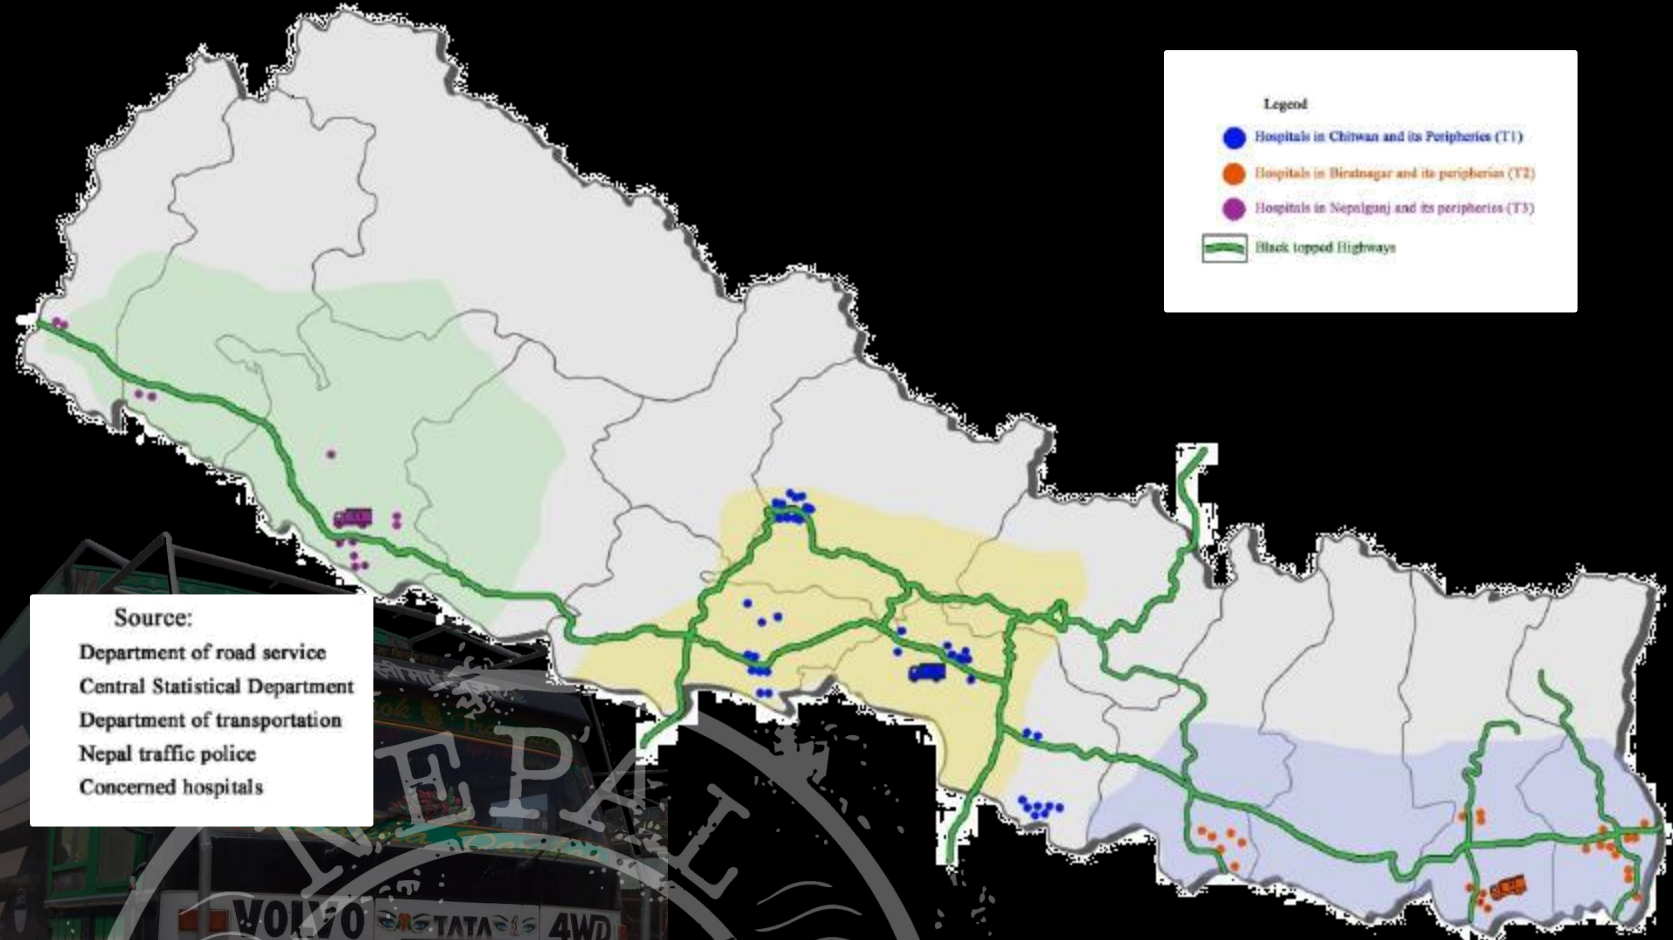 Legend
Hospitals in Chitwan and its Peripheries (T1)
Hospitals in Biratnagar and its peripheries (T2)
Hospitals in Nepalgunj and its peripheries (T3)
Black topped Highways
Source:
Department of road service
Central Statistical Department
Department of transportation
Nepal traffic police
Concerned hospitals
NEPAL
VOLVO TATA 4WD